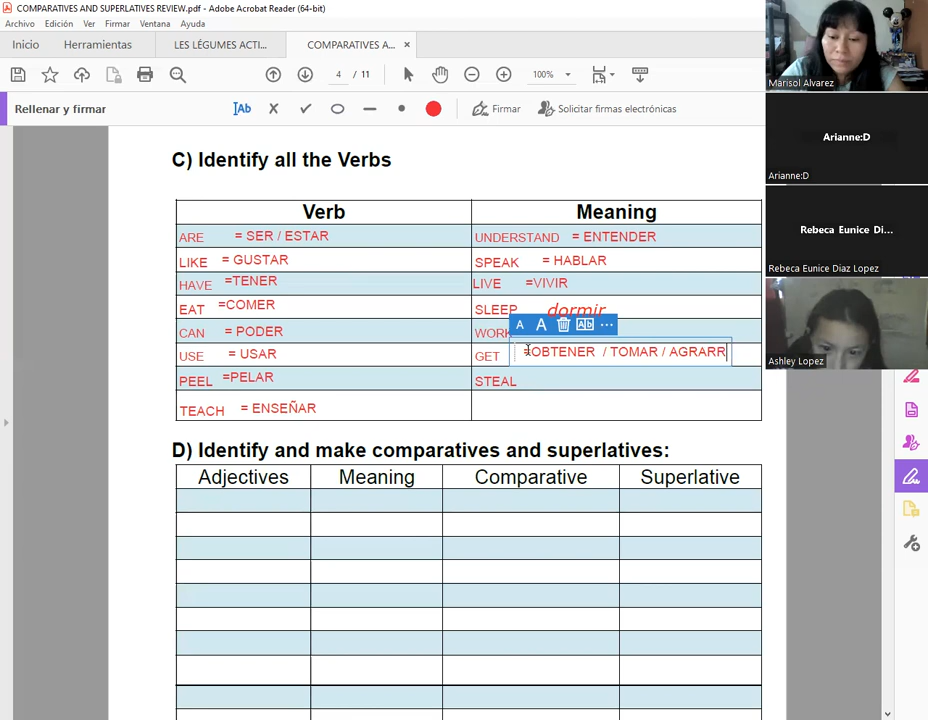 COMPARATIVES AND SUPERLATIVES REVIEW.pdf - Adobe Acrobat Reader (64-bit)
Archivo Edición Ver Firmar Ventana Ayuda
Inicio Herramientas LES LÉGUMES ACTI... COMPARATIVES A... ×
4 / 11 100%
Rellenar y firmar Ab Firmar Solicitar firmas electrónicas
Marisol Alvarez
Arianne:D
Arianne:D
Rebeca Eunice Di...
Rebeca Eunice Diaz Lopez
Ashley Lopez
C) Identify all the Verbs
Verb Meaning
ARE = SER / ESTAR UNDERSTAND = ENTENDER
LIKE = GUSTAR SPEAK = HABLAR
HAVE =TENER LIVE =VIVIR
EAT =COMER SLEEP dormir
CAN = PODER WORK
USE = USAR GET =OBTENER / TOMAR / AGRARR
PEEL =PELAR STEAL
TEACH = ENSEÑAR
D) Identify and make comparatives and superlatives:
Adjectives Meaning Comparative Superlative